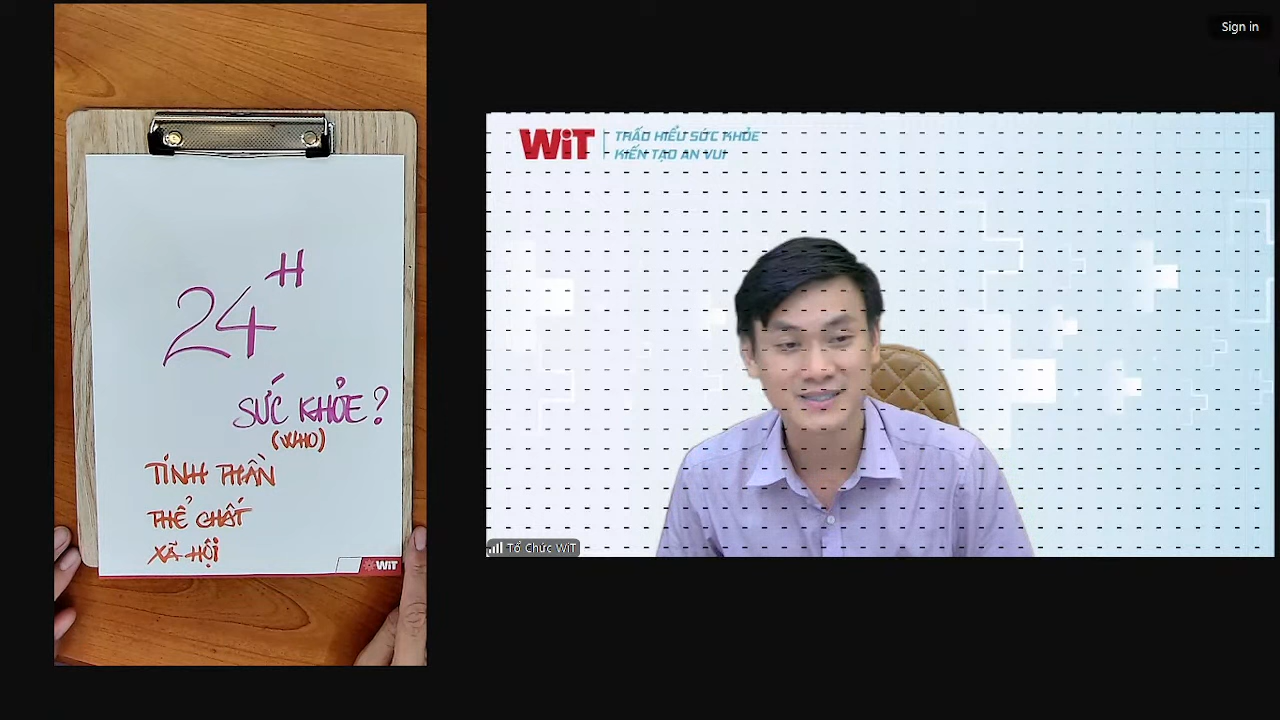 24H
SỨC KHỎE?
(WHO)
TINH THẦN
THỂ CHẤT
XÃ HỘI
WiT
WiT
THẤU HIỂU SỨC KHỎE
KIẾN TẠO AN VUI
Tổ Chức WiT
Sign in